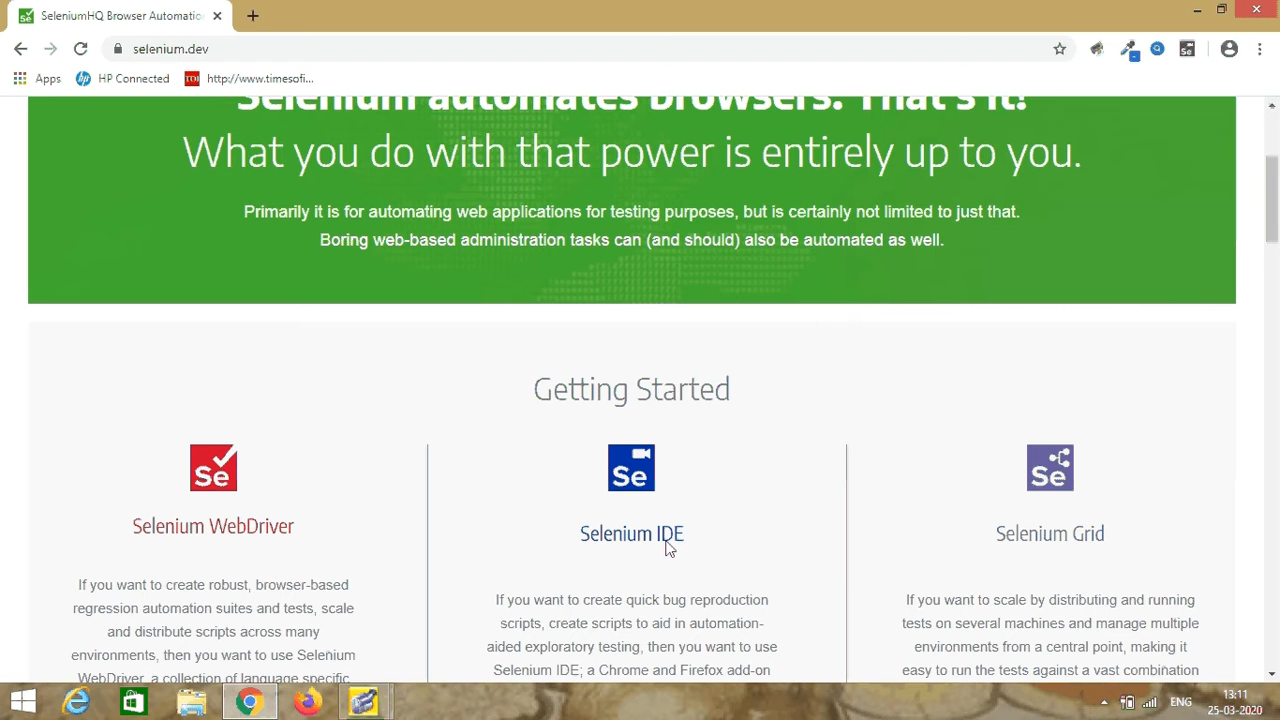 SeleniumHQ Browser Automatio
selenium.dev
Apps
HP Connected
http://www.timesofi...
Selenium automates browsers. That's it!
What you do with that power is entirely up to you.
Primarily it is for automating web applications for testing purposes, but is certainly not limited to just that.
Boring web-based administration tasks can (and should) also be automated as well.
Getting Started
Se
Selenium WebDriver
If you want to create robust, browser-based
regression automation suites and tests, scale
and distribute scripts across many
environments, then you want to use Selenium
WebDriver, a collection of language specific
Se
Selenium IDE
If you want to create quick bug reproduction
scripts, create scripts to aid in automation-
aided exploratory testing, then you want to use
Selenium IDE; a Chrome and Firefox add-on
Se
Selenium Grid
If you want to scale by distributing and running
tests on several machines and manage multiple
environments from a central point, making it
easy to run the tests against a vast combination
ENG
13:11
25-03-2020